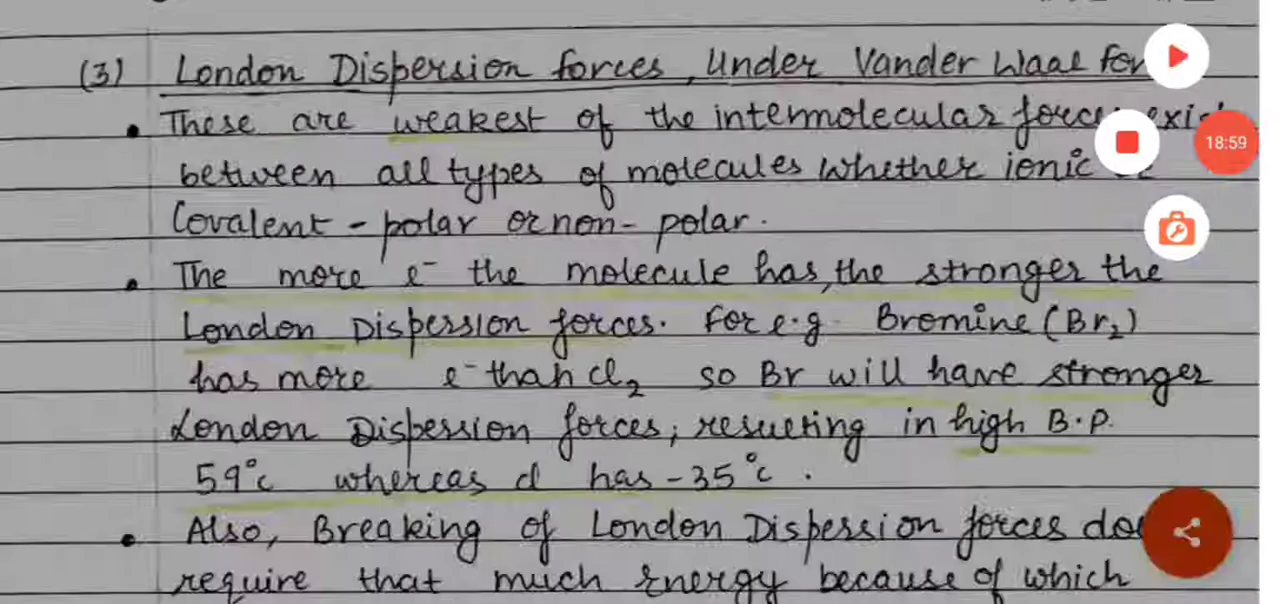 (3) London Dispersion forces, Under Vander Waal for
• These are weakest of the intermolecular forces exis
between all types of molecules whether ionic
Covalent - polar or non-polar.
• The more e⁻ the molecule has, the stronger the
London Dispersion forces. For e.g. Bromine (Br₂)
has more e⁻ than Cl₂ so Br will have stronger
London Dispession forces; resulting in high B.P.
59°c whereas cl has -35°c.
• Also, Breaking of London Dispession forces do
require that much Energy because of which
18:59